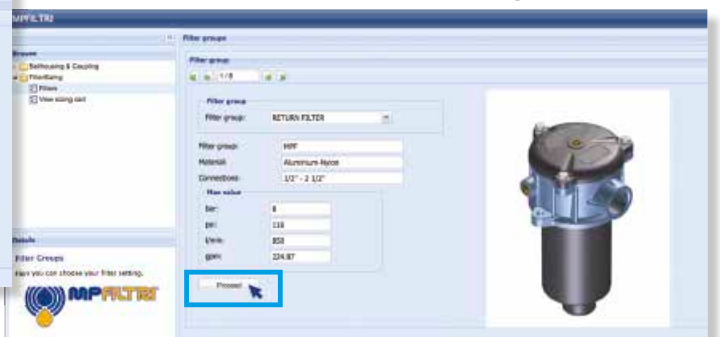 MPFILTRI
Filter groups
Browse
Bellhousing & Coupling
FilterSizing
Filters
View sizing cart
Filter group
1/8
Filter group
Filter group: RETURN FILTER
Filter group: MPF
Material: Aluminium-Nylon
Connections: 1/2" - 2 1/2"
Max value
bar: 8
psi: 116
l/min: 850
gpm: 224.87
Proceed
Details
Filter Groups
Here you can choose your filter setting.
MPFILTRI